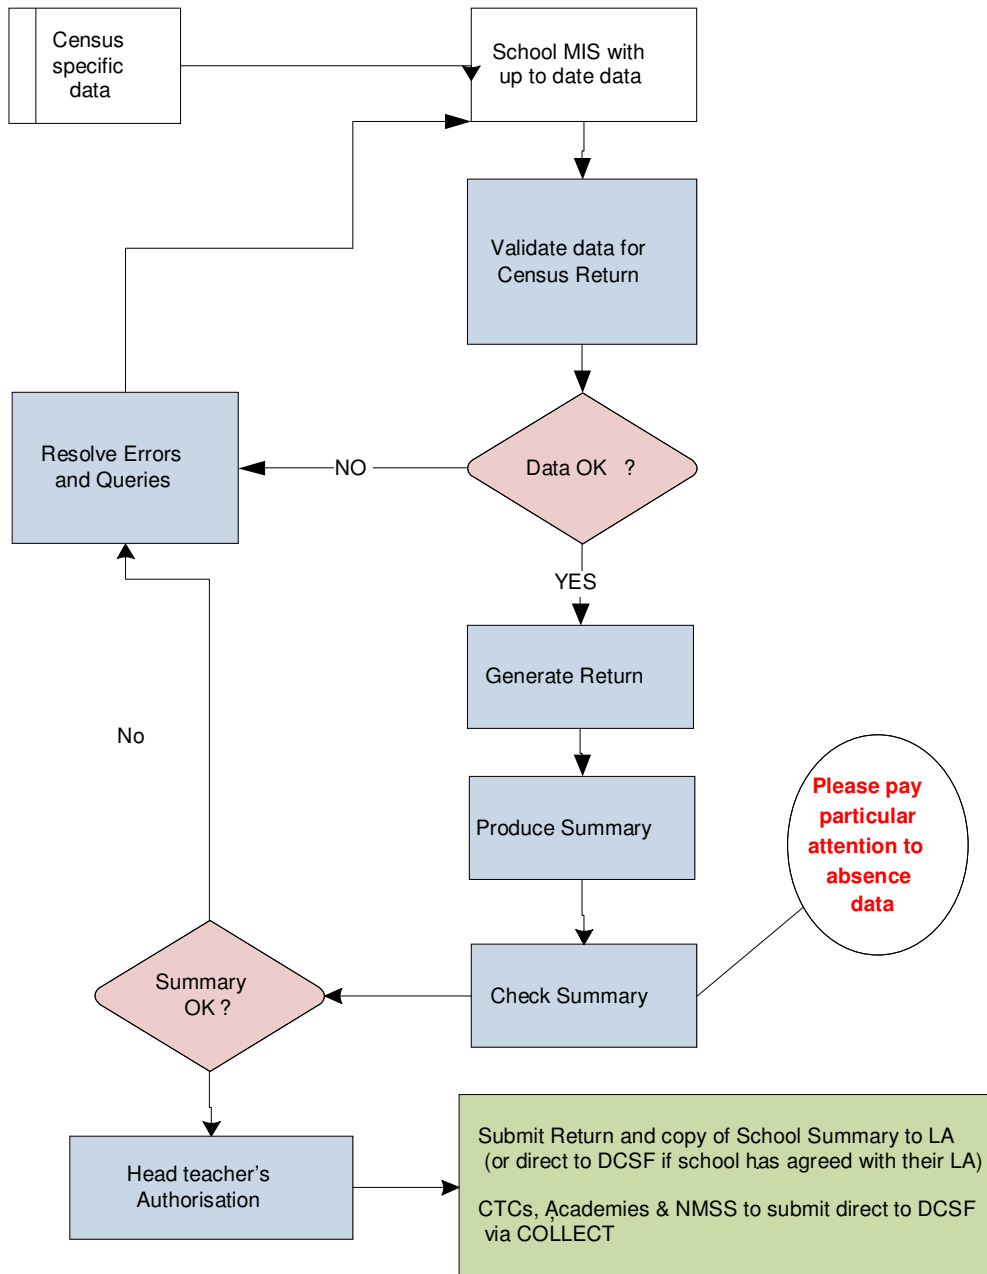 Census
specific
data
School MIS with
up to date data
Validate data for
Census Return
Resolve Errors
and Queries
NO
Data OK ?
YES
Generate Return
No
Produce Summary
Please pay
particular
attention to
absence
data
Summary
OK ?
Check Summary
Head teacher's
Authorisation
Submit Return and copy of School Summary to LA
(or direct to DCSF if school has agreed with their LA)
CTCs, Academies & NMSS to submit direct to DCSF
via COLLECT